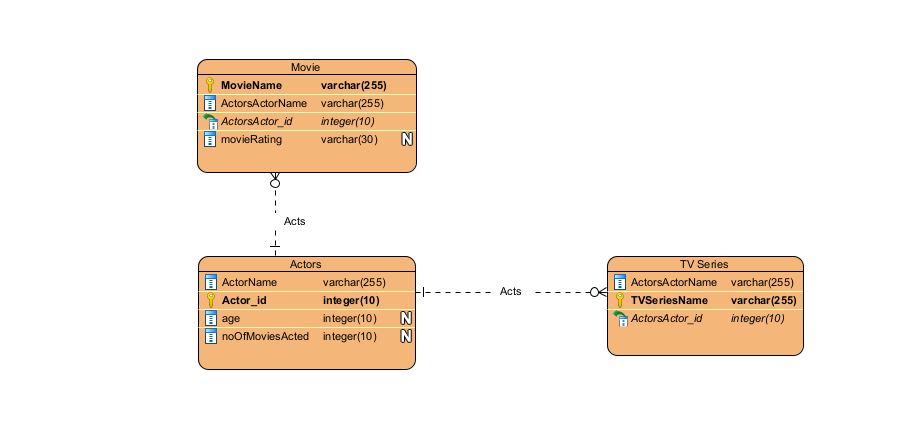 Movie
MovieName varchar(255)
ActorsActorName varchar(255)
ActorsActor_id integer(10)
movieRating varchar(30) N
Acts
Actors
ActorName varchar(255)
Actor_id integer(10)
age integer(10) N
noOfMoviesActed integer(10) N
Acts
TV Series
ActorsActorName varchar(255)
TVSeriesName varchar(255)
ActorsActor_id integer(10)